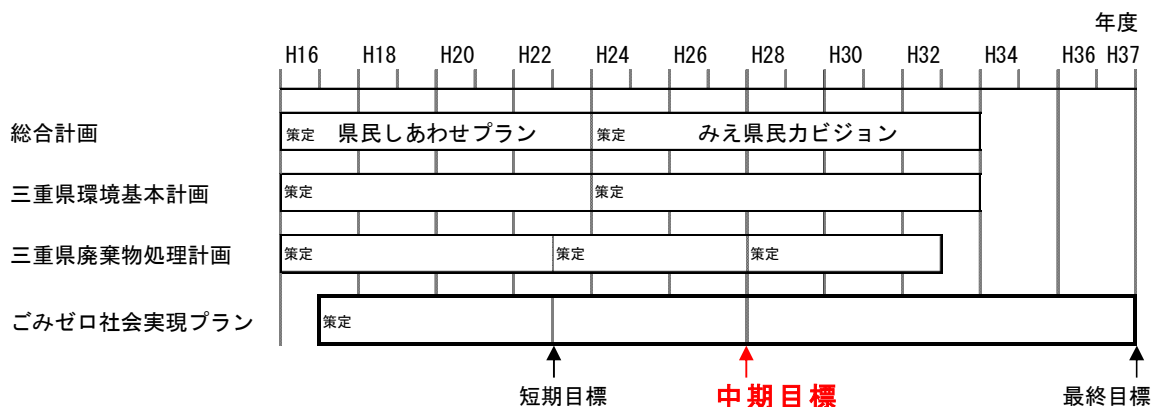 年度
H16 H18 H20 H22 H24 H26 H28 H30 H32 H34 H36 H37
総合計画 策定 県民しあわせプラン 策定 みえ県民力ビジョン
三重県環境基本計画 策定 策定
三重県廃棄物処理計画 策定 策定 策定
ごみゼロ社会実現プラン 策定
短期目標 中期目標 最終目標